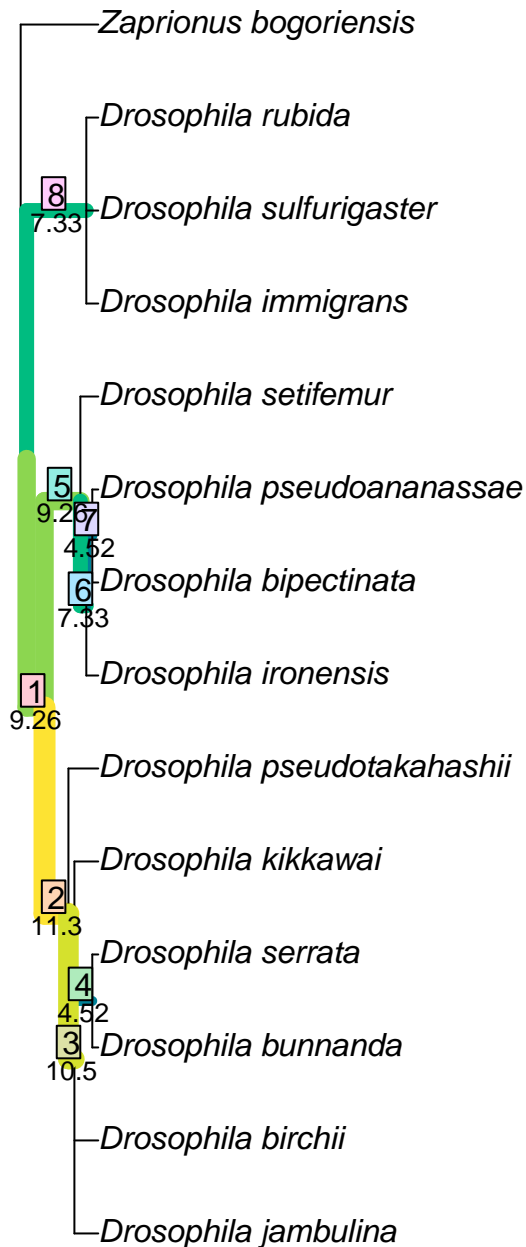 Zaprionus bogoriensis
Drosophila rubida
8
Drosophila sulfurigaster
7.33
Drosophila immigrans
Drosophila setifemur
5
Drosophila pseudoananassae
9.26
7
4.52
Drosophila bipectinata
6
7.33
Drosophila ironensis
1
9.26
Drosophila pseudotakahashii
Drosophila kikkawai
2
11.3
Drosophila serrata
4
4.52
3
Drosophila bunnanda
10.5
Drosophila birchii
Drosophila jambulina